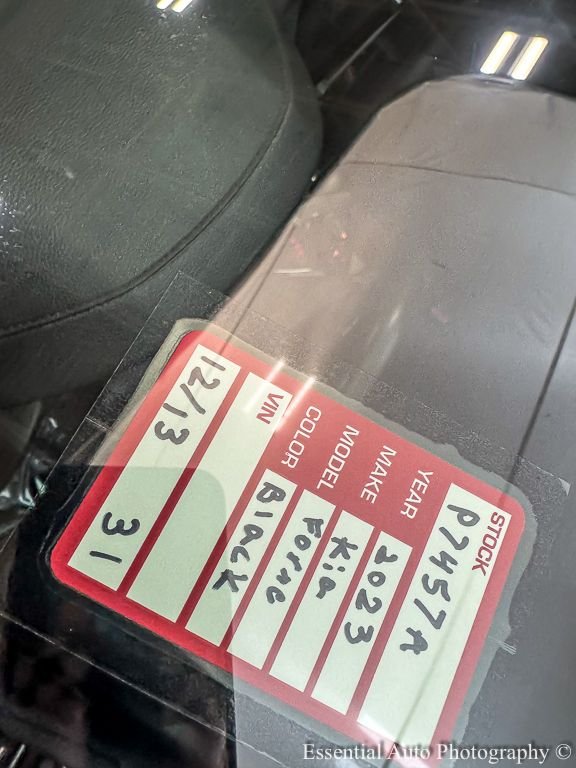 STOCK P7457A
YEAR 2023
MAKE Kia
MODEL Forte
COLOR Black
VIN
12/13 31
Essential Auto Photography ©